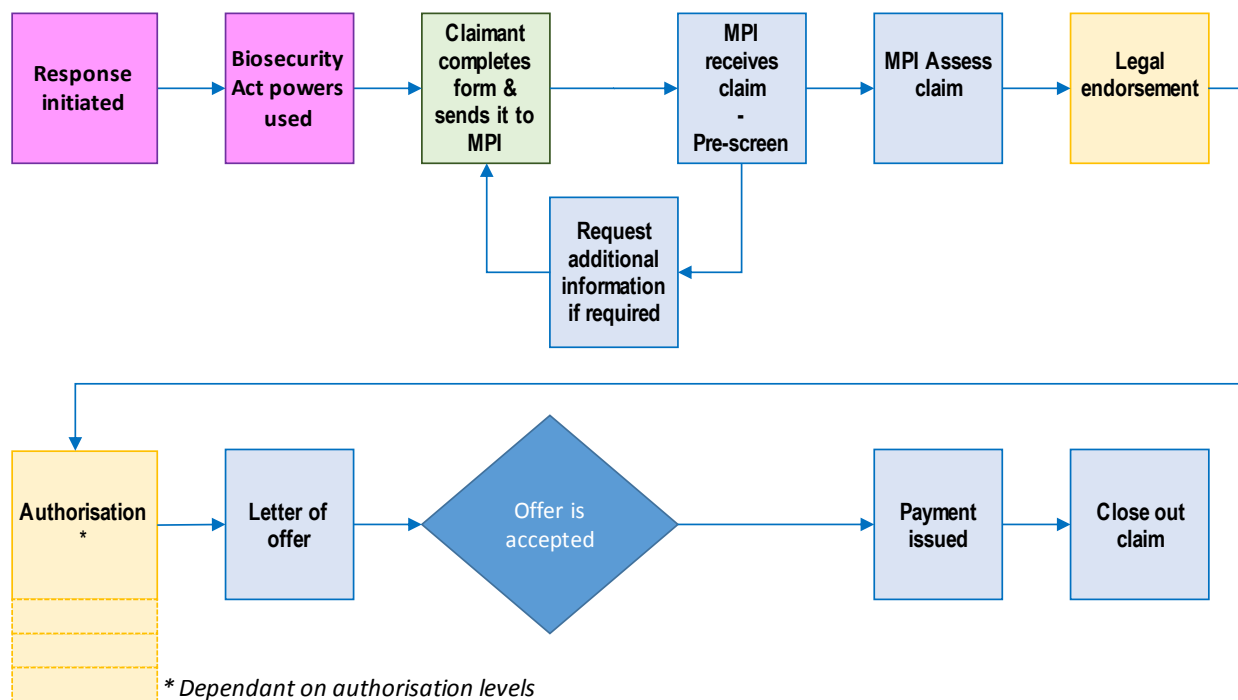 Response
initiated
Biosecurity
Act powers
used
Claimant
completes
form &
sends it to
MPI
MPI
receives
claim
-
Pre-screen
MPI Assess
claim
Legal
endorsement
Request
additional
information
if required
Authorisation
*
Letter of
offer
Offer is
accepted
Payment
issued
Close out
claim
* Dependant on authorisation levels